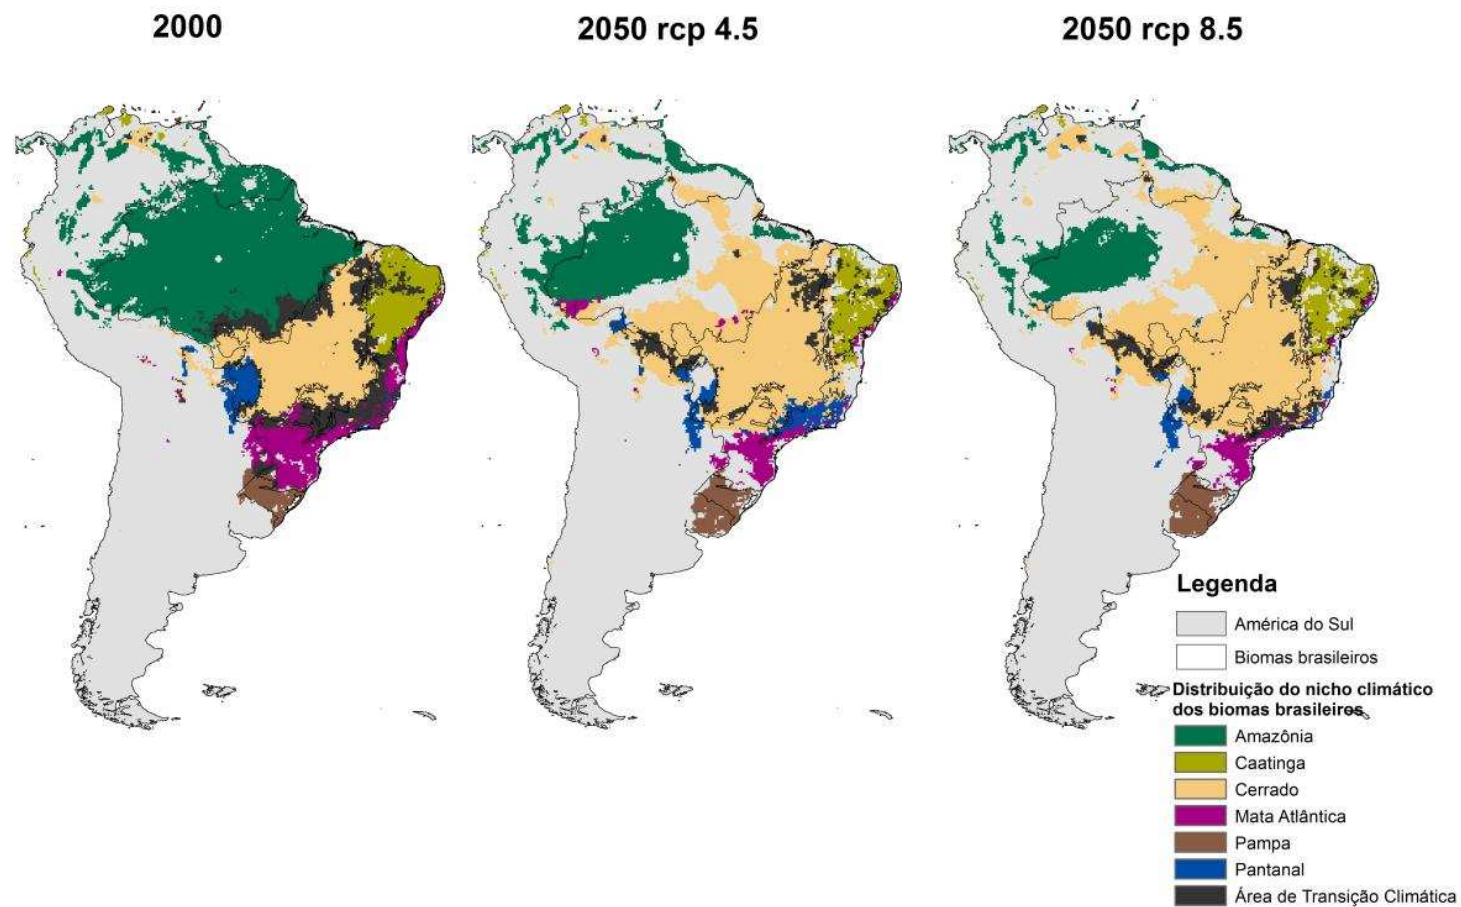 2000
2050 rcp 4.5
2050 rcp 8.5
Legenda
América do Sul
Biomas brasileiros
Distribuição do nicho climático
dos biomas brasileiros
Amazônia
Caatinga
Cerrado
Mata Atlântica
Pampa
Pantanal
Área de Transição Climática